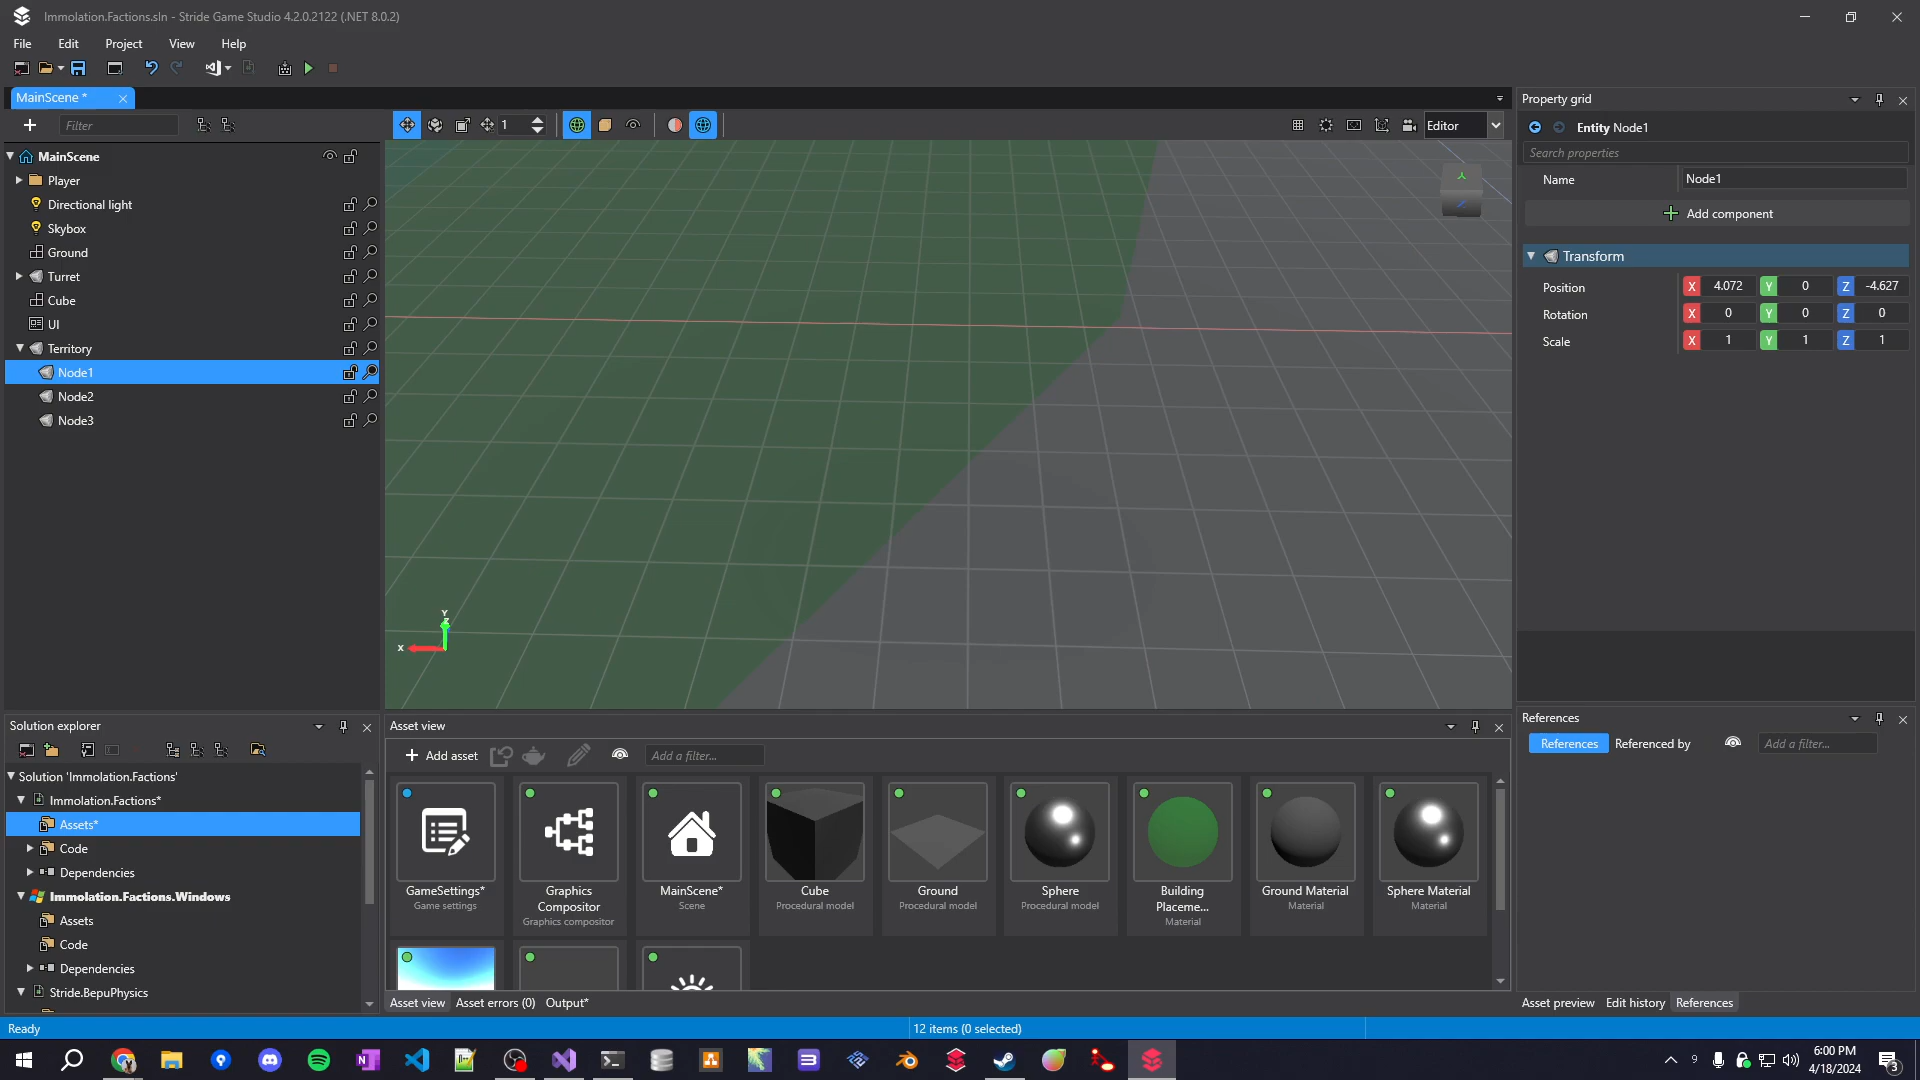 Immolation.Factions.sln - Stride Game Studio 4.2.0.2122 (.NET 8.0.2)
File Edit Project View Help
MainScene *
Filter
1
Editor
MainScene
Player
Directional light
Skybox
Ground
Turret
Cube
UI
Territory
Node1
Node2
Node3
Y
Z
X
Property grid
Entity Node1
Search properties
Name Node1
Add component
Transform
Position X 4.072 Y 0 Z -4.627
Rotation X 0 Y 0 Z 0
Scale X 1 Y 1 Z 1
Solution explorer
Solution 'Immolation.Factions'
Immolation.Factions*
Assets*
Code
Dependencies
Immolation.Factions.Windows
Assets
Code
Dependencies
Stride.BepuPhysics
Asset view
Add asset
Add a filter...
GameSettings*
Game settings
Graphics
Compositor
Graphics compositor
MainScene*
Scene
Cube
Procedural model
Ground
Procedural model
Sphere
Procedural model
Building
Placeme...
Material
Ground Material
Material
Sphere Material
Material
Asset view Asset errors (0) Output*
References
References Referenced by
Add a filter...
Asset preview Edit history References
Ready
12 items (0 selected)
9
6:00 PM
4/18/2024
3